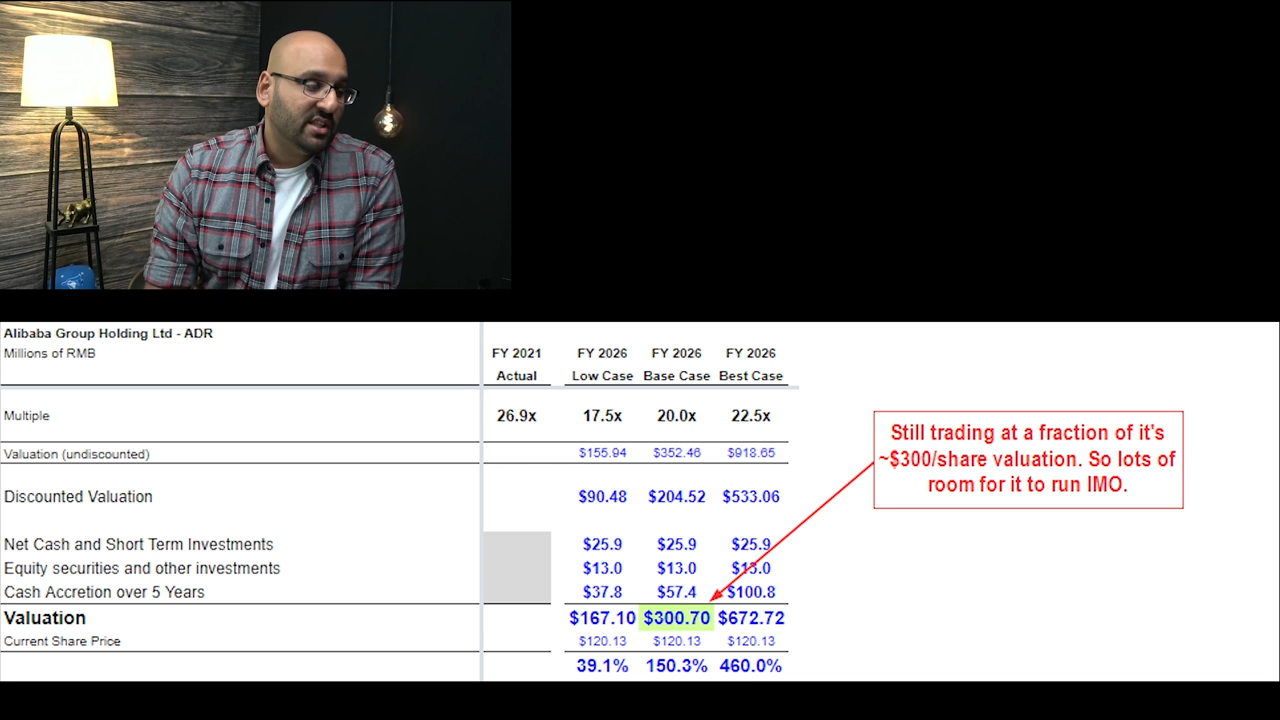 Alibaba Group Holding Ltd - ADR
Millions of RMB
FY 2021 FY 2026 FY 2026 FY 2026
Actual Low Case Base Case Best Case
Multiple 26.9x 17.5x 20.0x 22.5x
Valuation (undiscounted) $155.94 $352.46 $918.65
Discounted Valuation $90.48 $204.52 $533.06
Net Cash and Short Term Investments $25.9 $25.9 $25.9
Equity securities and other investments $13.0 $13.0 $13.0
Cash Accretion over 5 Years $37.8 $57.4 $100.8
Valuation $167.10 $300.70 $672.72
Current Share Price $120.13 $120.13 $120.13
39.1% 150.3% 460.0%
Still trading at a fraction of it's
~$300/share valuation. So lots of
room for it to run IMO.